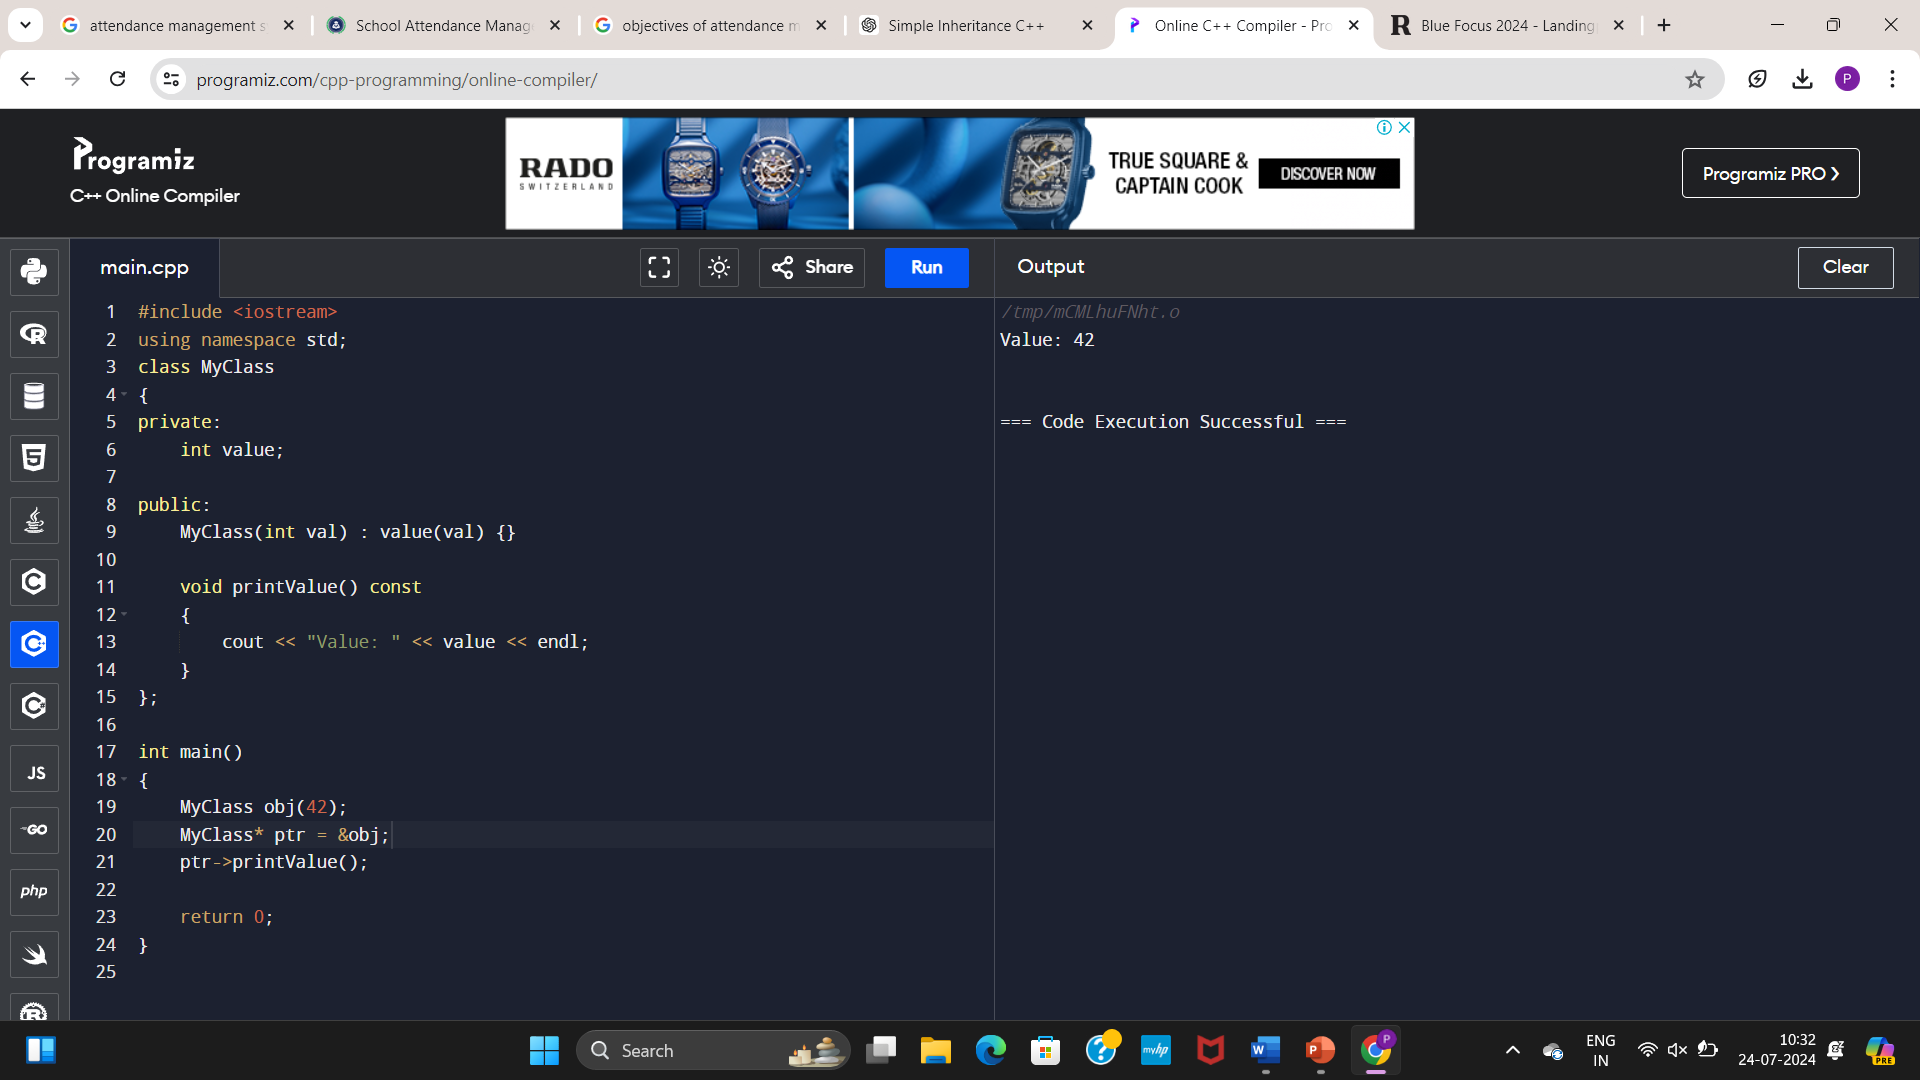 attendance management s
School Attendance Manag
objectives of attendance m
Simple Inheritance C++
Online C++ Compiler - Pro
Blue Focus 2024 - Landing
programiz.com/cpp-programming/online-compiler/
P
Programiz
C++ Online Compiler
RADO
SWITZERLAND
TRUE SQUARE &
CAPTAIN COOK
DISCOVER NOW
Programiz PRO
main.cpp
Share
Run
Output
Clear
1 #include <iostream>
2 using namespace std;
3 class MyClass
4 {
5 private:
6     int value;
7
8 public:
9     MyClass(int val) : value(val) {}
10
11     void printValue() const
12     {
13         cout << "Value: " << value << endl;
14     }
15 };
16
17 int main()
18 {
19     MyClass obj(42);
20     MyClass* ptr = &obj;
21     ptr->printValue();
22
23     return 0;
24 }
25
/tmp/mCMLhuFNht.o
Value: 42
=== Code Execution Successful ===
JS
GO
php
Search
myhp
W
P
P
ENG
IN
10:32
24-07-2024
PRE